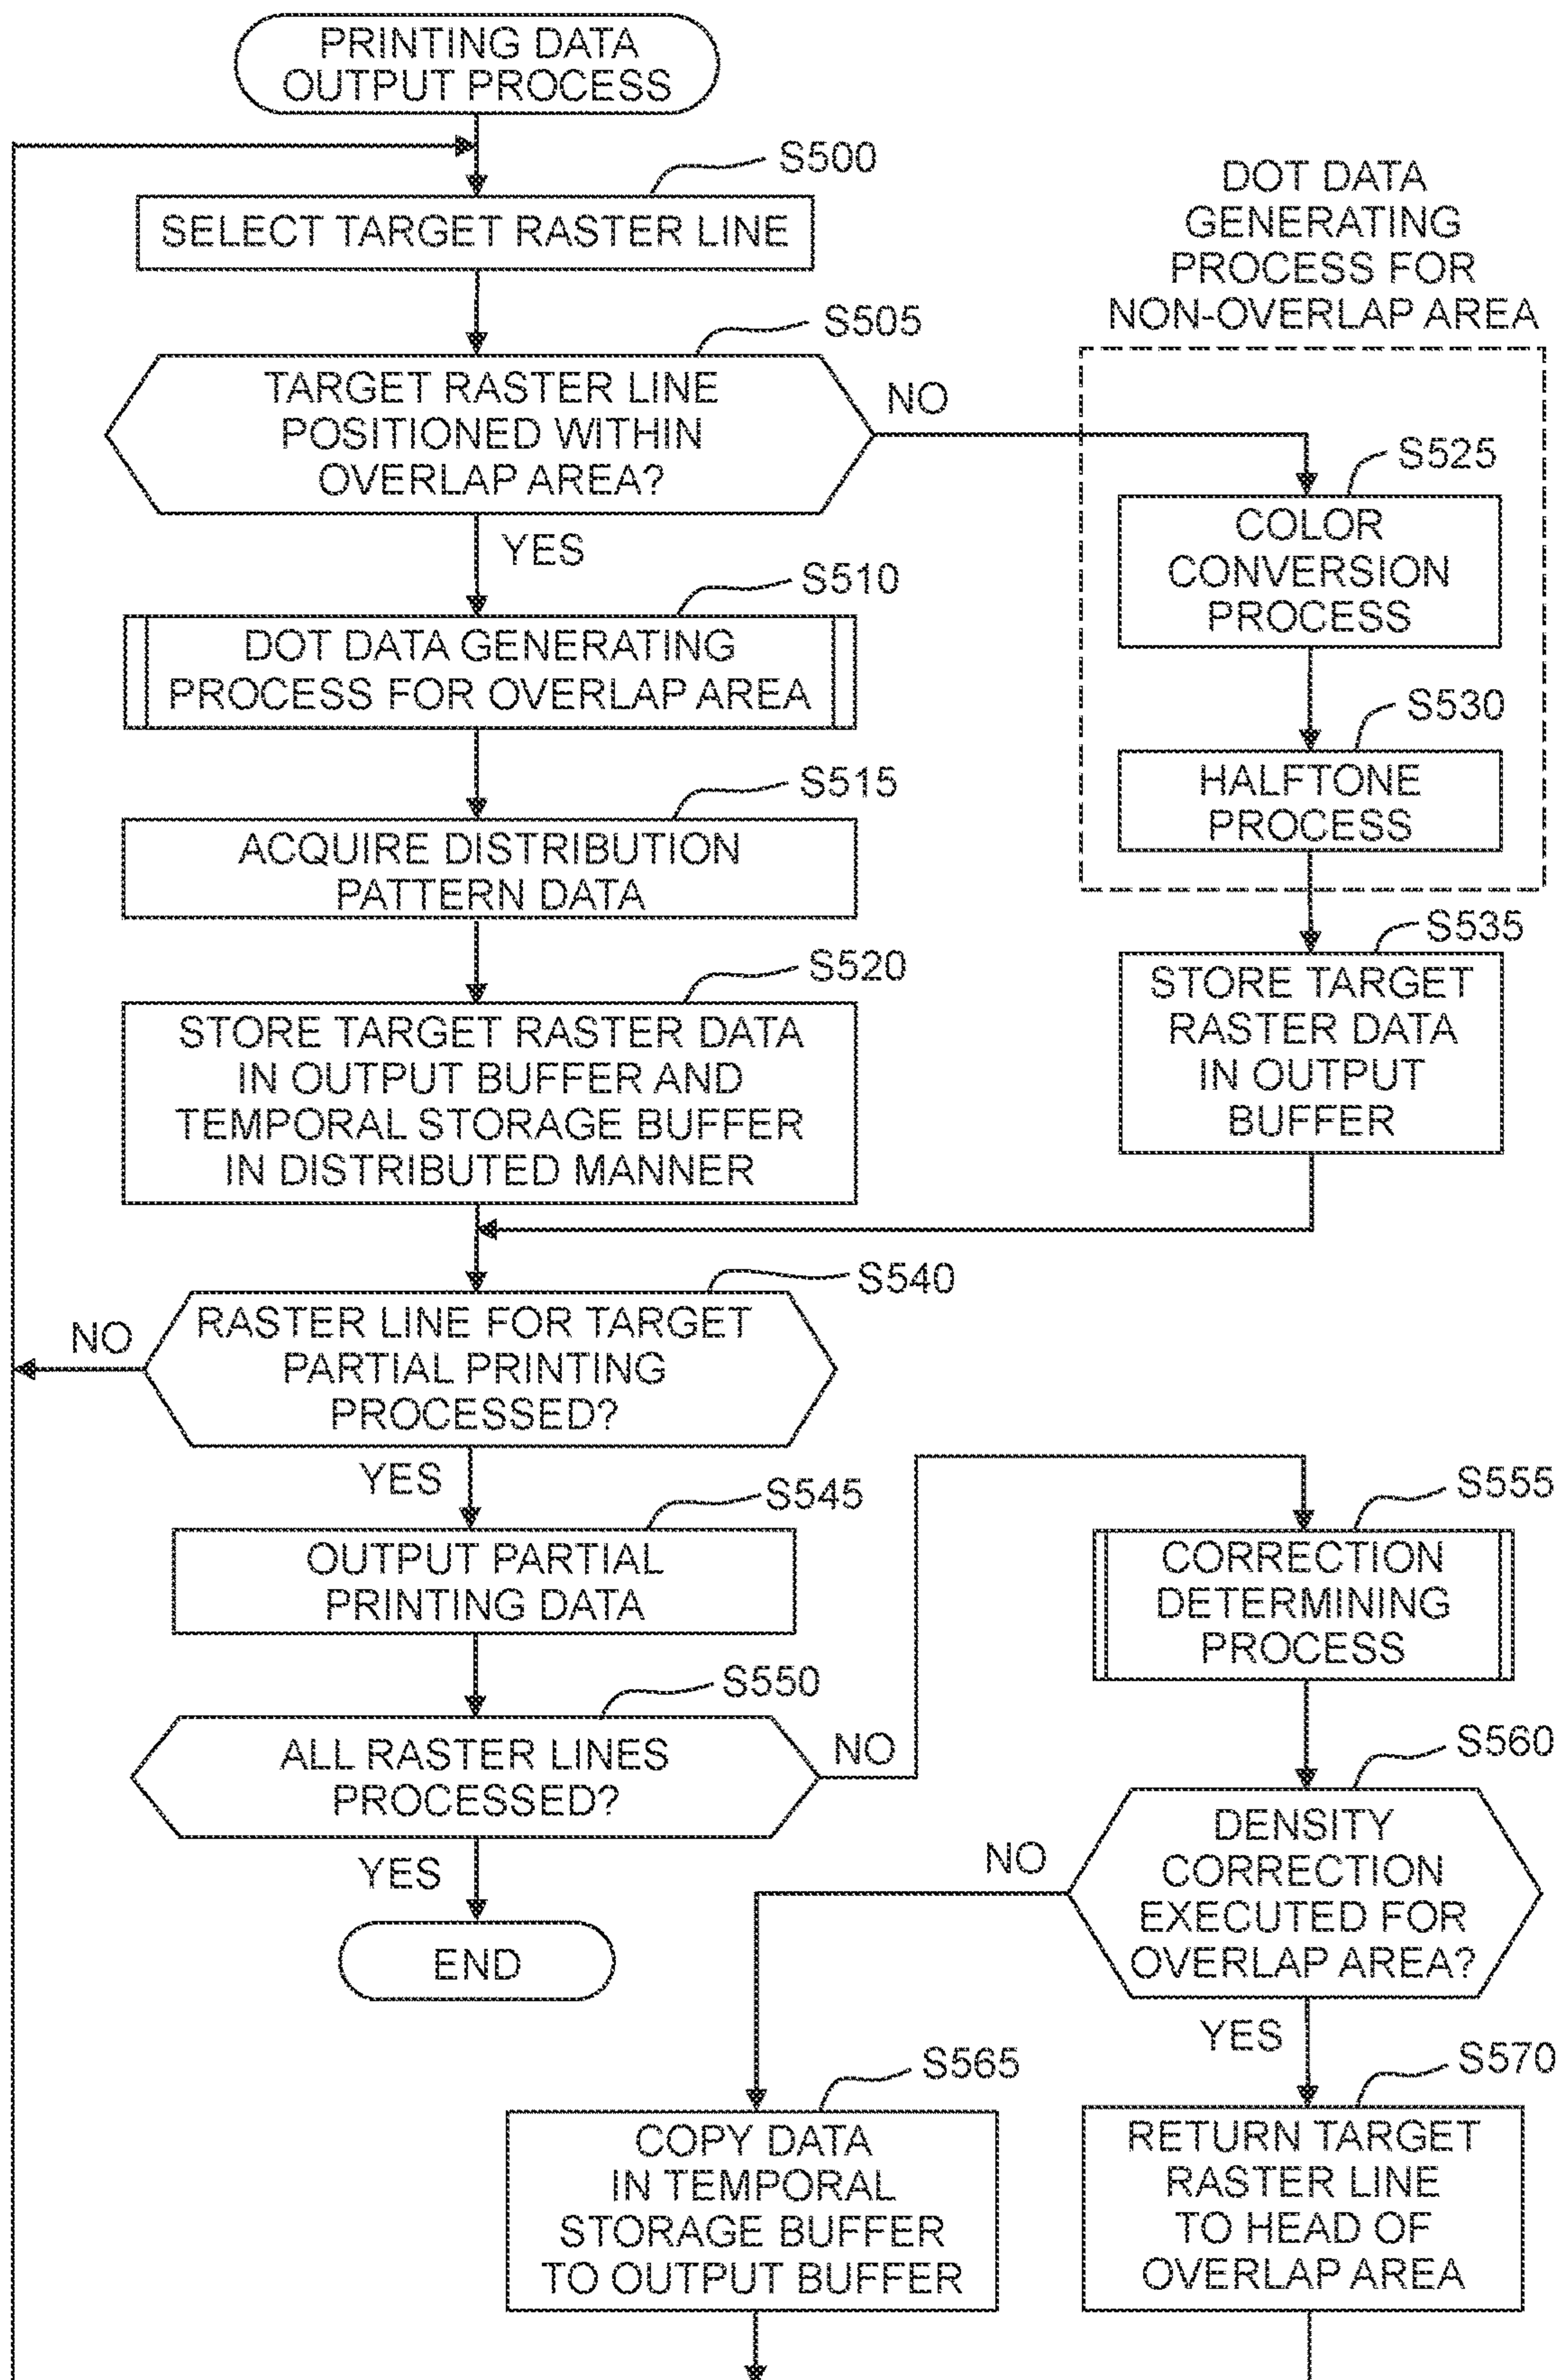 PRINTING DATA
OUTPUT PROCESS
S500
SELECT TARGET RASTER LINE
S505
TARGET RASTER LINE
POSITIONED WITHIN
OVERLAP AREA?
NO
YES
DOT DATA
GENERATING
PROCESS FOR
NON-OVERLAP AREA
S525
COLOR
CONVERSION
PROCESS
S530
HALFTONE
PROCESS
S535
STORE TARGET
RASTER DATA
IN OUTPUT
BUFFER
S510
DOT DATA GENERATING
PROCESS FOR OVERLAP AREA
S515
ACQUIRE DISTRIBUTION
PATTERN DATA
S520
STORE TARGET RASTER DATA
IN OUTPUT BUFFER AND
TEMPORAL STORAGE BUFFER
IN DISTRIBUTED MANNER
S540
RASTER LINE FOR TARGET
PARTIAL PRINTING
PROCESSED?
NO
YES
S545
OUTPUT PARTIAL
PRINTING DATA
S550
ALL RASTER LINES
PROCESSED?
NO
YES
END
S555
CORRECTION
DETERMINING
PROCESS
S560
DENSITY
CORRECTION
EXECUTED FOR
OVERLAP AREA?
NO
YES
S565
COPY DATA
IN TEMPORAL
STORAGE BUFFER
TO OUTPUT BUFFER
S570
RETURN TARGET
RASTER LINE
TO HEAD OF
OVERLAP AREA